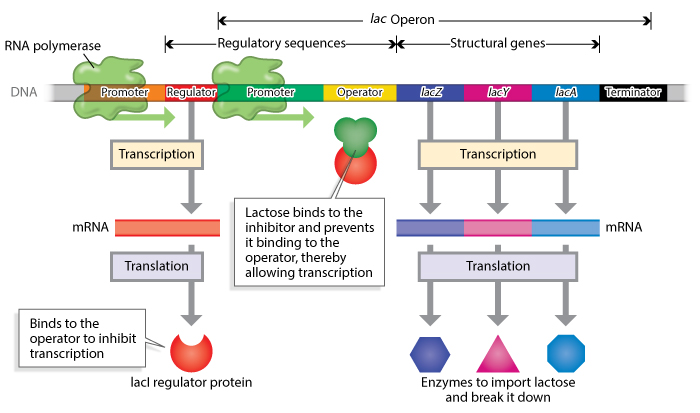 lac Operon
RNA polymerase
Regulatory sequences
Structural genes
DNA
Promoter
Regulator
Promoter
Operator
lacZ
lacY
lacA
Terminator
Transcription
Transcription
Lactose binds to the
inhibitor and prevents
it binding to the
operator, thereby
allowing transcription
mRNA
mRNA
Translation
Translation
Binds to the
operator to inhibit
transcription
lacI regulator protein
Enzymes to import lactose
and break it down